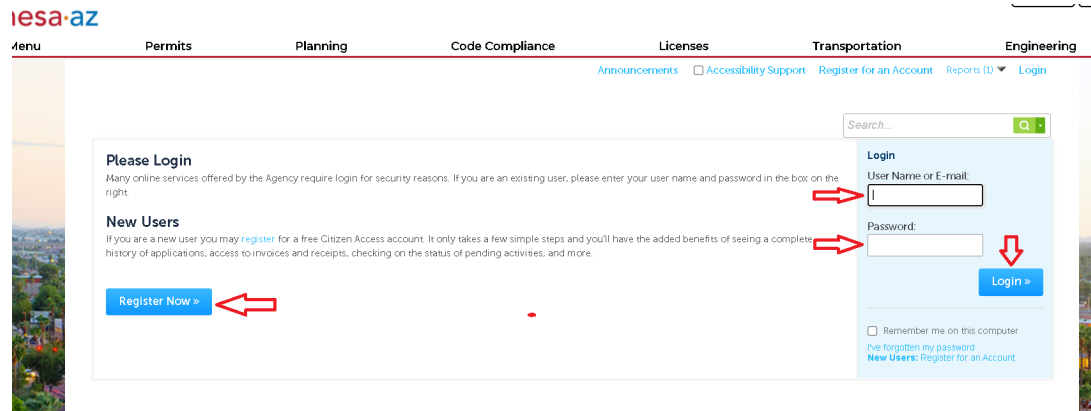 mesa·az
Menu Permits Planning Code Compliance Licenses Transportation Engineering
Announcements Accessibility Support Register for an Account Reports (1) Login
Search...
Please Login
Many online services offered by the Agency require login for security reasons. If you are an existing user, please enter your user name and password in the box on the
right.
New Users
If you are a new user you may register for a free Citizen Access account. It only takes a few simple steps and you'll have the added benefits of seeing a complete
history of applications, access to invoices and receipts, checking on the status of pending activities, and more.
Register Now »
Login
User Name or E-mail:
Password:
Login »
Remember me on this computer
I've forgotten my password
New Users: Register for an Account